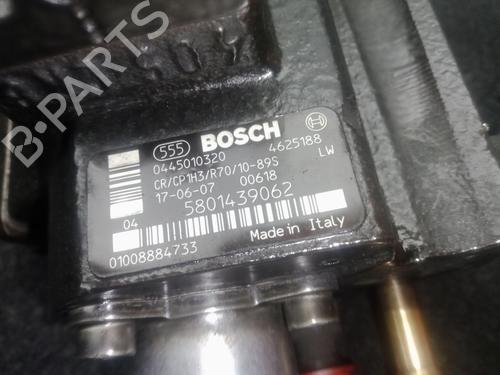 B-PARTS
555 BOSCH
0445010320 4625188
CR/CP1H3/R70/10-89S LW
17-06-07 00618
5801439062
04
Made in Italy
01008884733